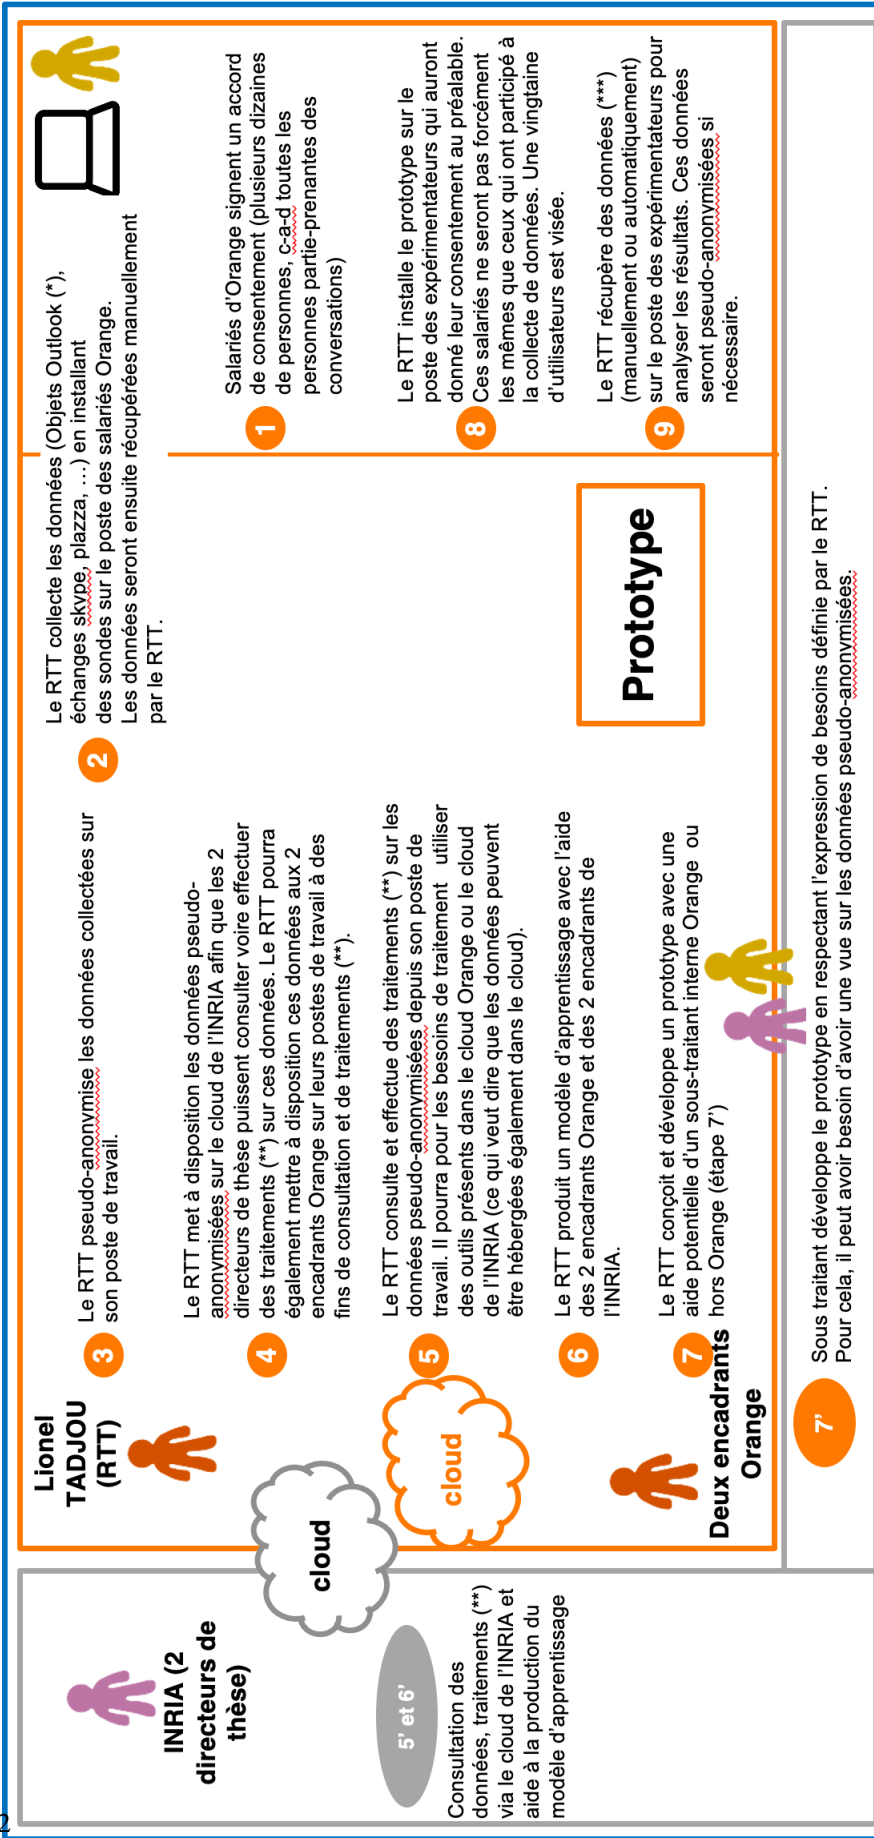 INRIA (2
directeurs de
thèse)
5' et 6'
Consultation des
données, traitements (**)
via le cloud de l'INRIA et
aide à la production du
modèle d'apprentissage
cloud
Lionel
TADJOU
(RTT)
cloud
Deux encadrants
Orange
3
Le RTT pseudo-anonymise les données collectées sur
son poste de travail.
4
Le RTT met à disposition les données pseudo-
anonymisées sur le cloud de l'INRIA afin que les 2
directeurs de thèse puissent consulter voire effectuer
des traitements (**) sur ces données. Le RTT pourra
également mettre à disposition ces données aux 2
encadrants Orange sur leurs postes de travail à des
fins de consultation et de traitements (**).
5
Le RTT consulte et effectue des traitements (**) sur les
données pseudo-anonymisées depuis son poste de
travail. Il pourra pour les besoins de traitement utiliser
des outils présents dans le cloud Orange ou le cloud
de l'INRIA (ce qui veut dire que les données peuvent
être hébergées également dans le cloud).
6
Le RTT produit un modèle d'apprentissage avec l'aide
des 2 encadrants Orange et des 2 encadrants de
l'INRIA.
7
Le RTT conçoit et développe un prototype avec une
aide potentielle d'un sous-traitant interne Orange ou
hors Orange (étape 7')
2
Le RTT collecte les données (Objets Outlook (*),
échanges skype, plazza, ...) en installant
des sondes sur le poste des salariés Orange.
Les données seront ensuite récupérées manuellement
par le RTT.
Prototype
1
Salariés d'Orange signent un accord
de consentement (plusieurs dizaines
de personnes, c-a-d toutes les
personnes partie-prenantes des
conversations)
8
Le RTT installe le prototype sur le
poste des expérimentateurs qui auront
donné leur consentement au préalable.
Ces salariés ne seront pas forcément
les mêmes que ceux qui ont participé à
la collecte de données. Une vingtaine
d'utilisateurs est visée.
9
Le RTT récupère des données (***)
(manuellement ou automatiquement)
sur le poste des expérimentateurs pour
analyser les résultats. Ces données
seront pseudo-anonymisées si
nécessaire.
7'
Sous traitant développe le prototype en respectant l'expression de besoins définie par le RTT.
Pour cela, il peut avoir besoin d'avoir une vue sur les données pseudo-anonymisées.
2